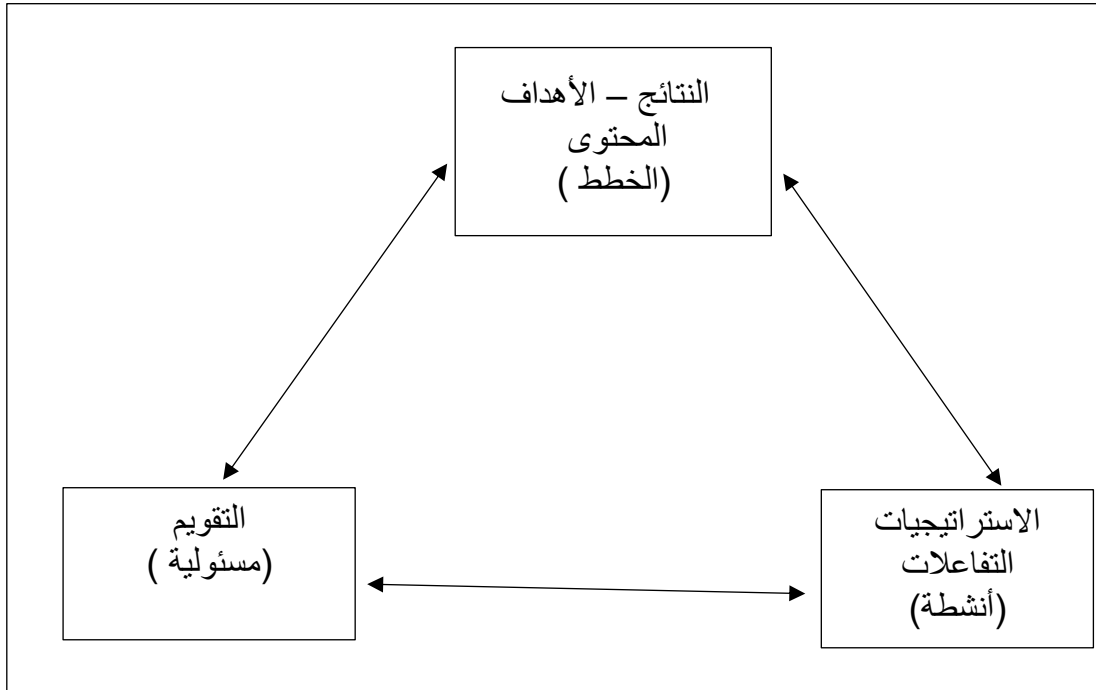 النتائج – الأهداف
المحتوى
(الخطط )
التقويم
(مسئولية )
الاستراتيجيات
التفاعلات
(أنشطة)